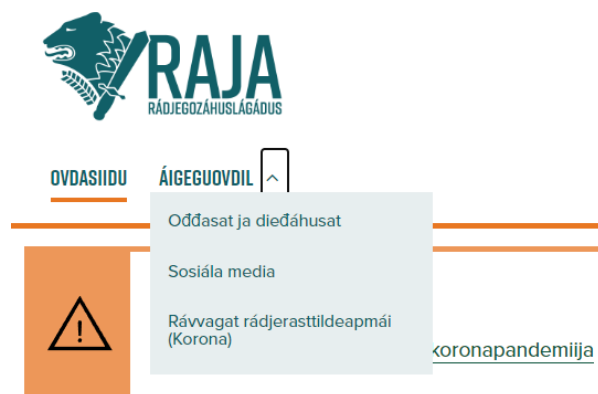 RAJA
RÁDJEGOZÁHUSLÁGÁDUS
OVDASIIDU
ÁIGEGUOVDIL
Ođđasat ja dieđáhusat
Sosiála media
Rávvagat rádjerasttildeapmái
(Korona)
koronapandemiija